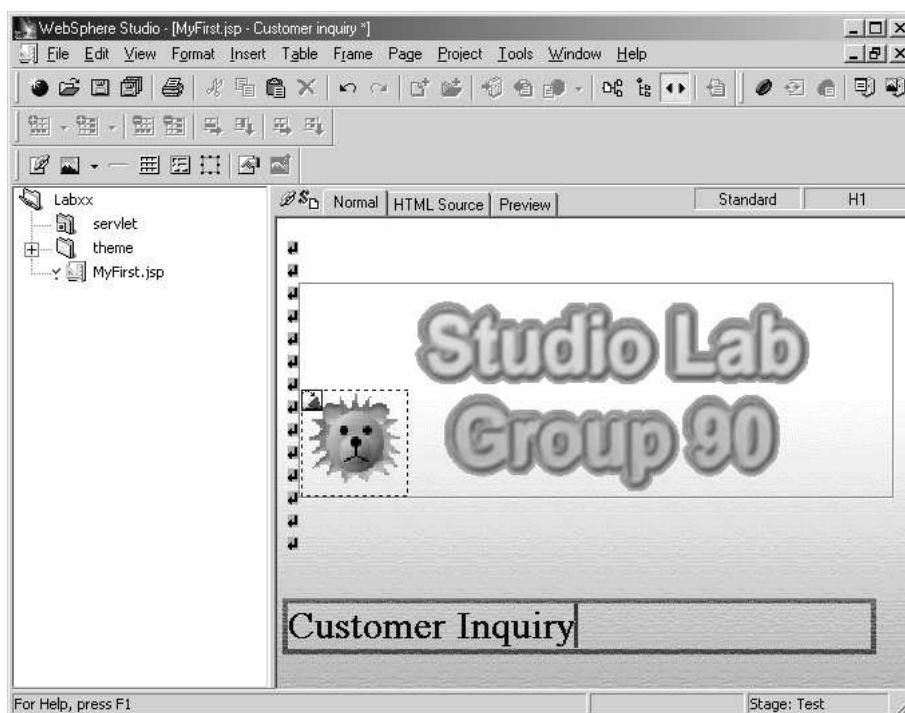 WebSphere Studio - [MyFirst.jsp - Customer inquiry *]
File Edit View Format Insert Table Frame Page Project Tools Window Help
Labxx
servlet
theme
MyFirst.jsp
Normal HTML Source Preview Standard H1
Studio Lab
Group 90
Customer Inquiry
For Help, press F1 Stage: Test